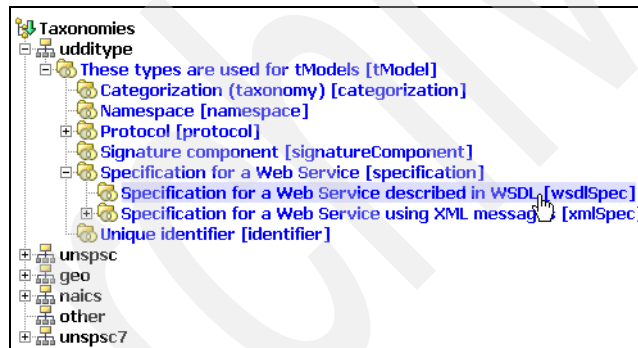 Taxonomies
udditype
These types are used for tModels [tModel]
Categorization (taxonomy) [categorization]
Namespace [namespace]
Protocol [protocol]
Signature component [signatureComponent]
Specification for a Web Service [specification]
Specification for a Web Service described in WSDL [wsdlSpec]
Specification for a Web Service using XML messages [xmlSpec]
Unique identifier [identifier]
unspsc
geo
naics
other
unspsc7